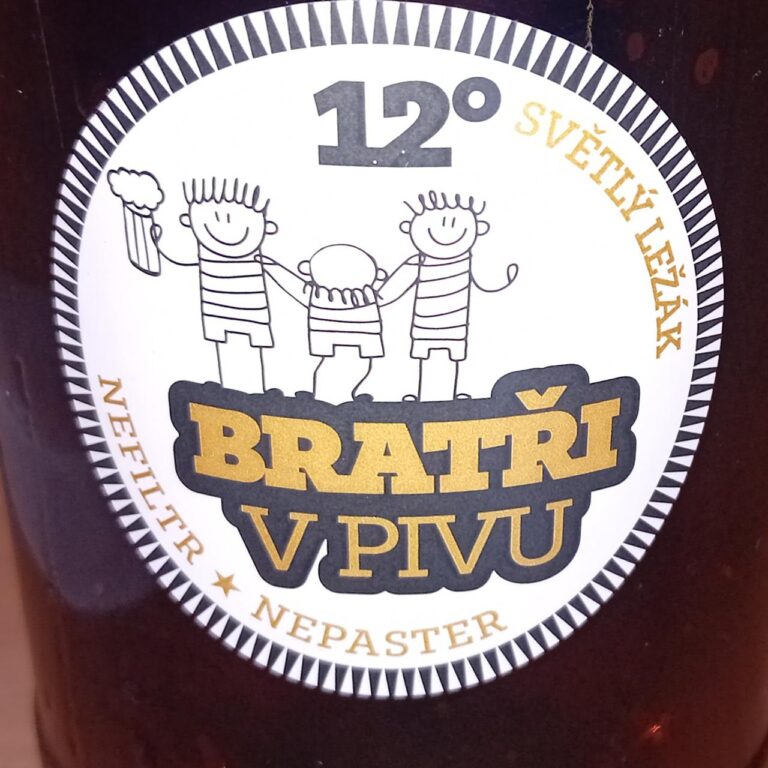 12°
SVĚTLÝ LEŽÁK
BRATŘI
V PIVU
NEFILTR ★ NEPASTER